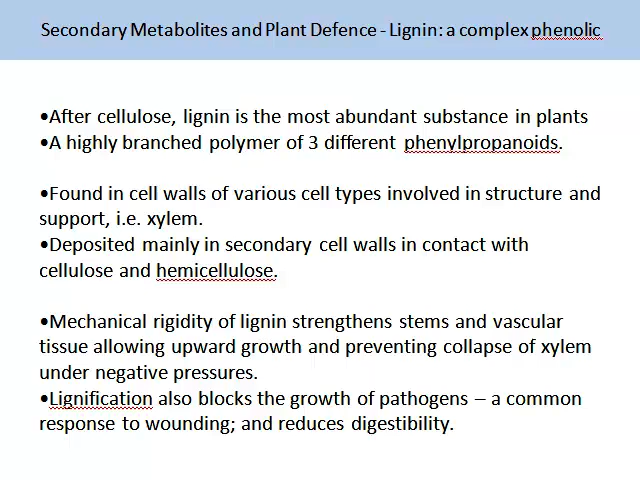 Secondary Metabolites and Plant Defence - Lignin: a complex phenolic
•After cellulose, lignin is the most abundant substance in plants
•A highly branched polymer of 3 different phenylpropanoids.
•Found in cell walls of various cell types involved in structure and
support, i.e. xylem.
•Deposited mainly in secondary cell walls in contact with
cellulose and hemicellulose.
•Mechanical rigidity of lignin strengthens stems and vascular
tissue allowing upward growth and preventing collapse of xylem
under negative pressures.
•Lignification also blocks the growth of pathogens – a common
response to wounding; and reduces digestibility.